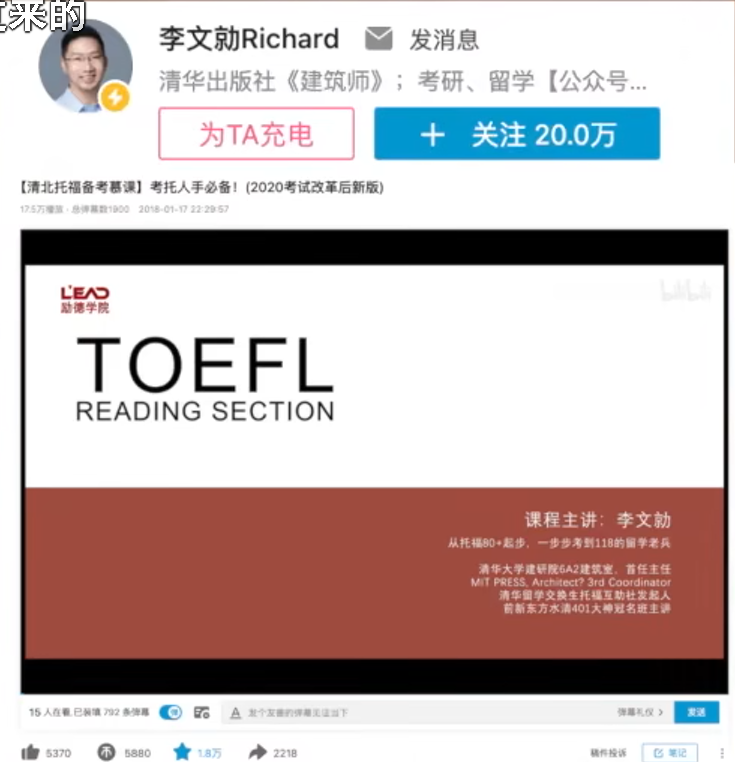 红来的
李文勍Richard 发消息
清华出版社《建筑师》；考研、留学【公众号...
为TA充电 + 关注 20.0万
【清北托福备考慕课】考托人手必备！(2020考试改革后新版)
17.5万播放 · 总弹幕数1900 2018-01-17 22:29:57
L'EAD
励德学院
bilibili
TOEFL
READING SECTION
课程主讲：李文勍
从托福80+起步，一步步考到118的留学老兵
清华大学建研院6A2建筑室，首任主任
MIT PRESS, Architect? 3rd Coordinator
清华留学交换生托福互助社发起人
前新东方水清401大神冠名班主讲
15 人在看,已装填 792 条弹幕 弹 A 发个友善的弹幕见证当下 弹幕礼仪 > 发送
5370 5880 1.8万 2218 稿件投诉 笔记